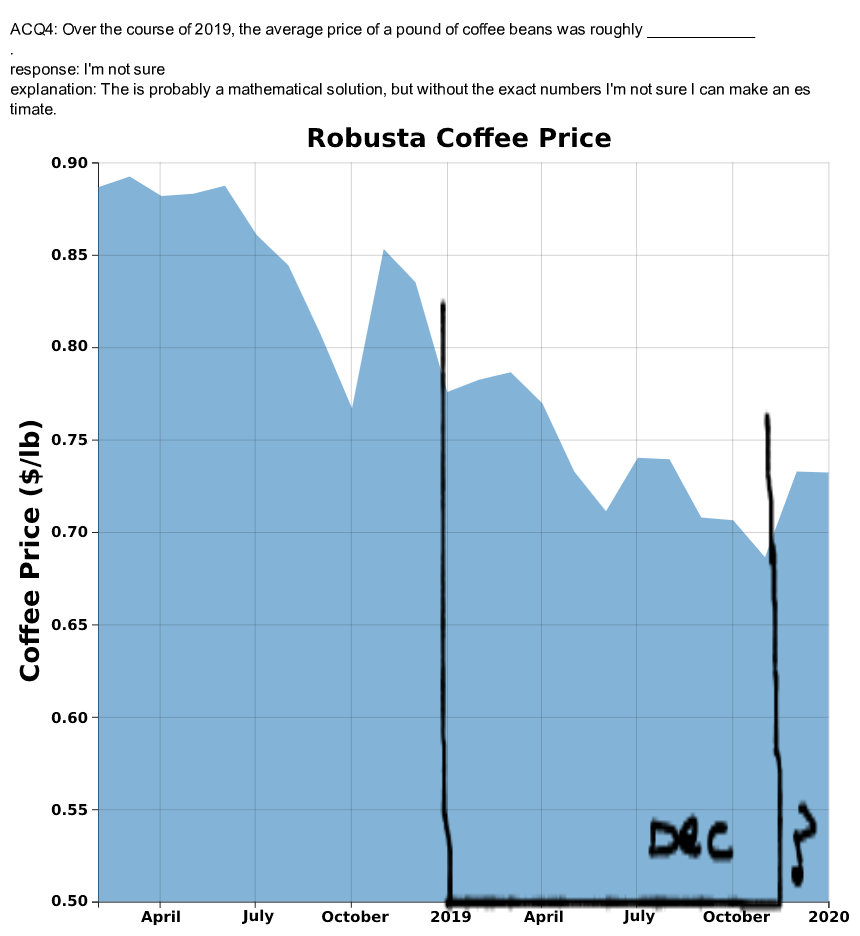 ACQ4: Over the course of 2019, the average price of a pound of coffee beans was roughly _____________
.
response: I'm not sure
explanation: The is probably a mathematical solution, but without the exact numbers I'm not sure I can make an es
timate.
Robusta Coffee Price
0.90
0.85
0.80
0.75
0.70
0.65
0.60
0.55
0.50
Coffee Price ($/lb)
Dec ?
April July October 2019 April July October 2020